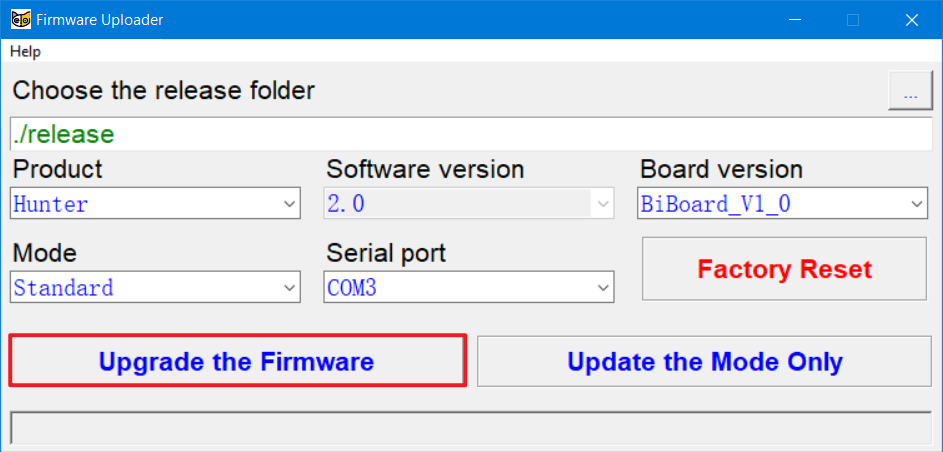 Firmware Uploader
Help
Choose the release folder
...
./release
Product
Software version
Board version
Hunter
2.0
BiBoard_V1_0
Mode
Serial port
Factory Reset
Standard
COM3
Upgrade the Firmware
Update the Mode Only